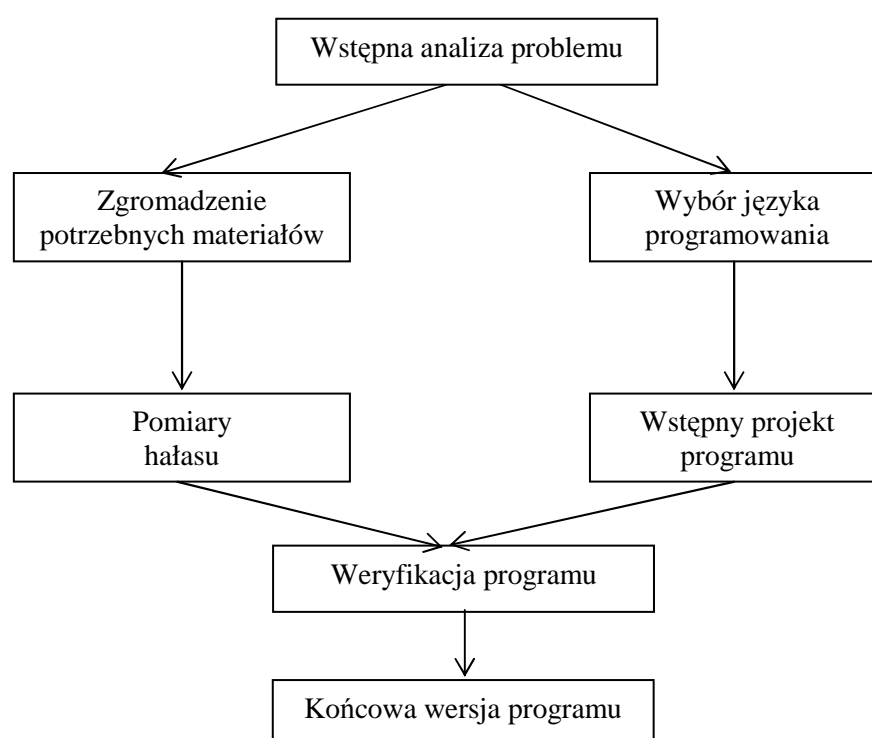 Wstępna analiza problemu
Zgromadzenie
potrzebnych materiałów
Wybór języka
programowania
Pomiary
hałasu
Wstępny projekt
programu
Weryfikacja programu
Końcowa wersja programu